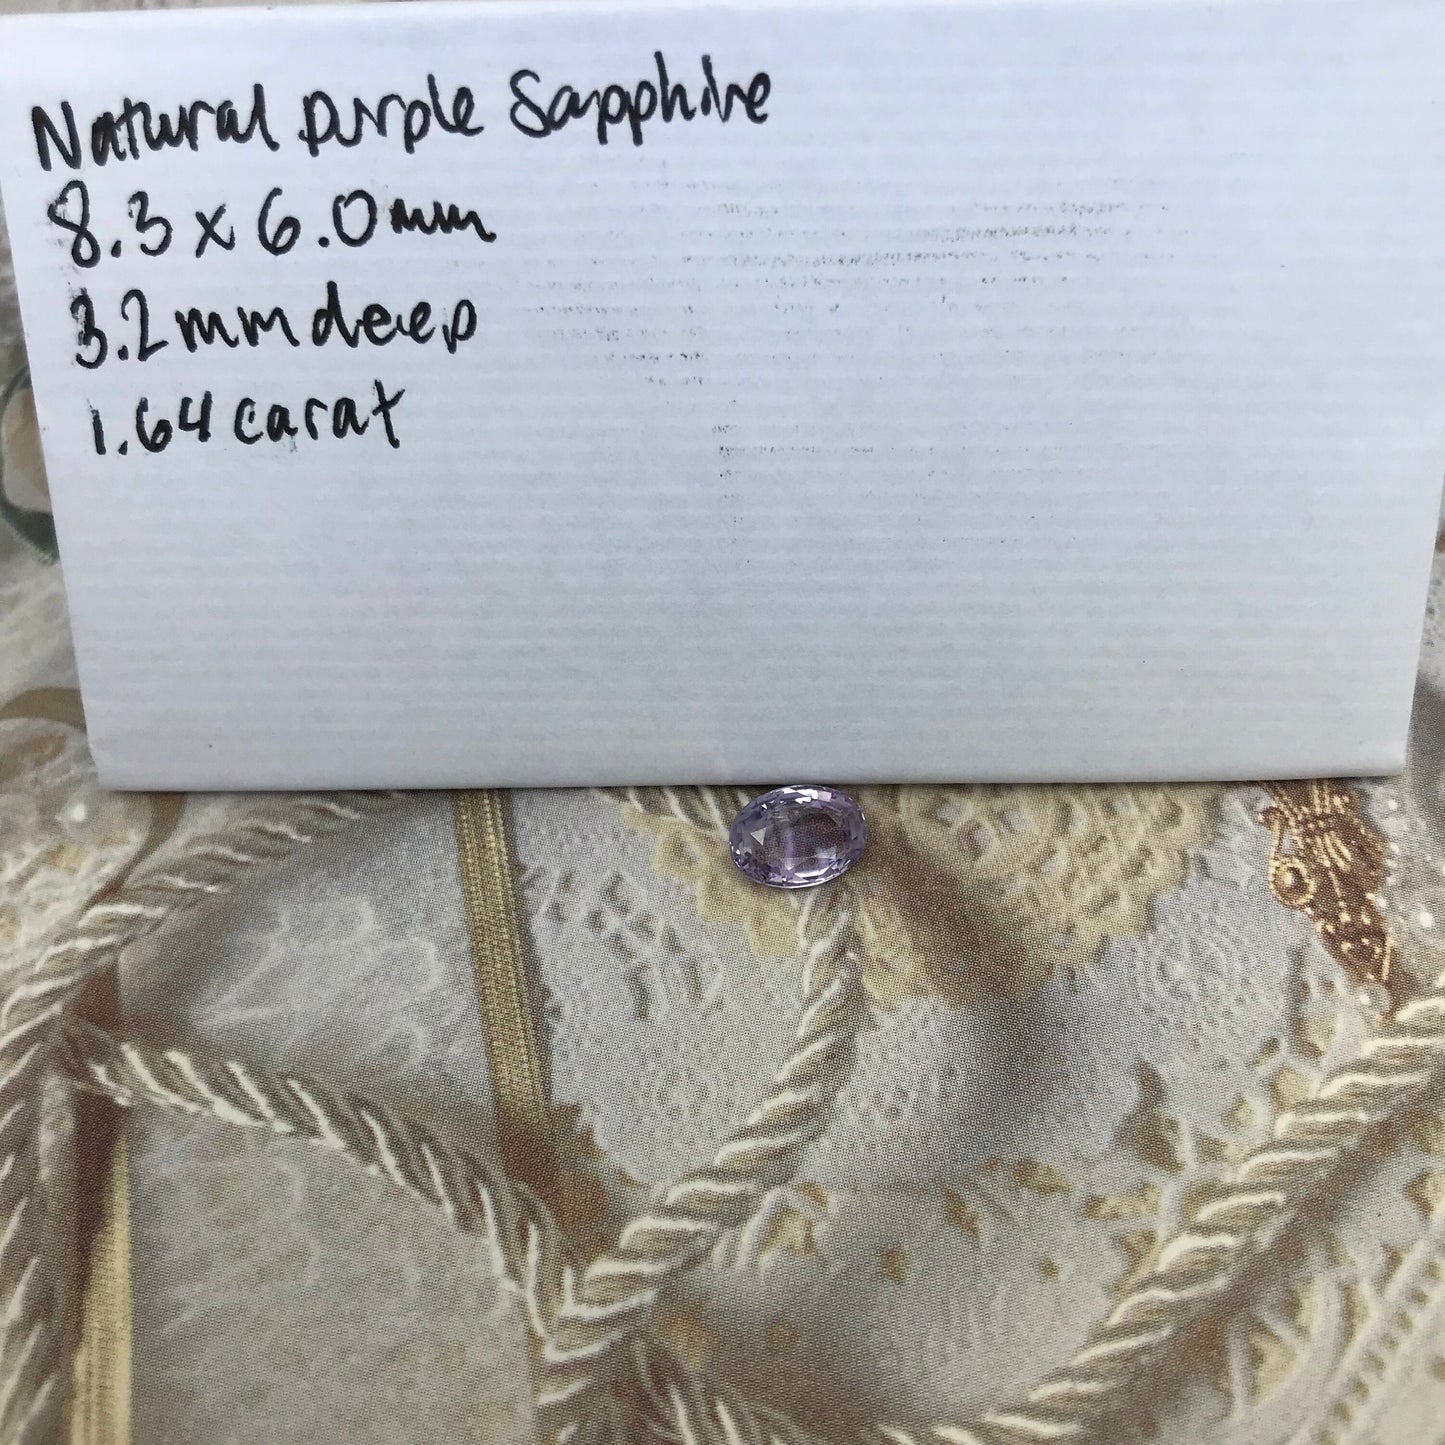 Natural purple Sapphire
8.3 x 6.0mm
3.2mm deep
1.64 carat